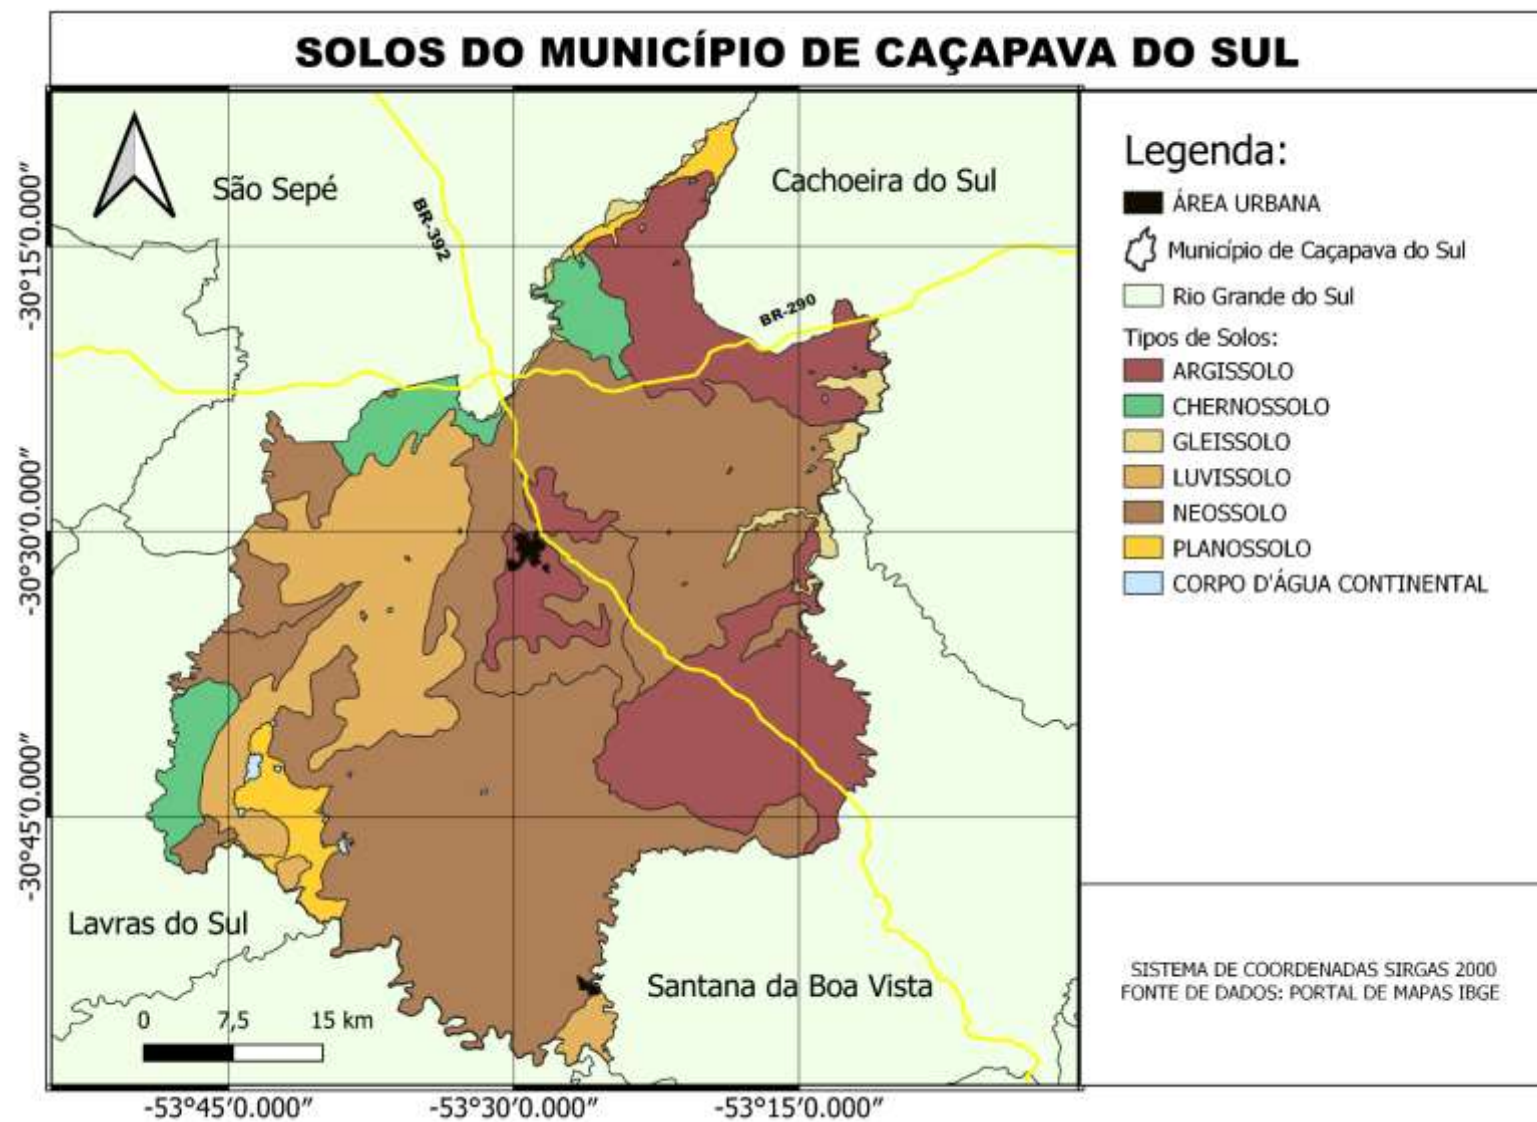 SOLOS DO MUNICÍPIO DE CAÇAPAVA DO SUL
São Sepé
Cachoeira do Sul
BR-392
BR-290
Lavras do Sul
Santana da Boa Vista
0 7,5 15 km
-30°15'0.000"
-30°30'0.000"
-30°45'0.000"
-53°45'0.000"
-53°30'0.000"
-53°15'0.000"
Legenda:
ÁREA URBANA
Município de Caçapava do Sul
Rio Grande do Sul
Tipos de Solos:
ARGISSOLO
CHERNOSSOLO
GLEISSOLO
LUVISSOLO
NEOSSOLO
PLANOSSOLO
CORPO D'ÁGUA CONTINENTAL
SISTEMA DE COORDENADAS SIRGAS 2000
FONTE DE DADOS: PORTAL DE MAPAS IBGE